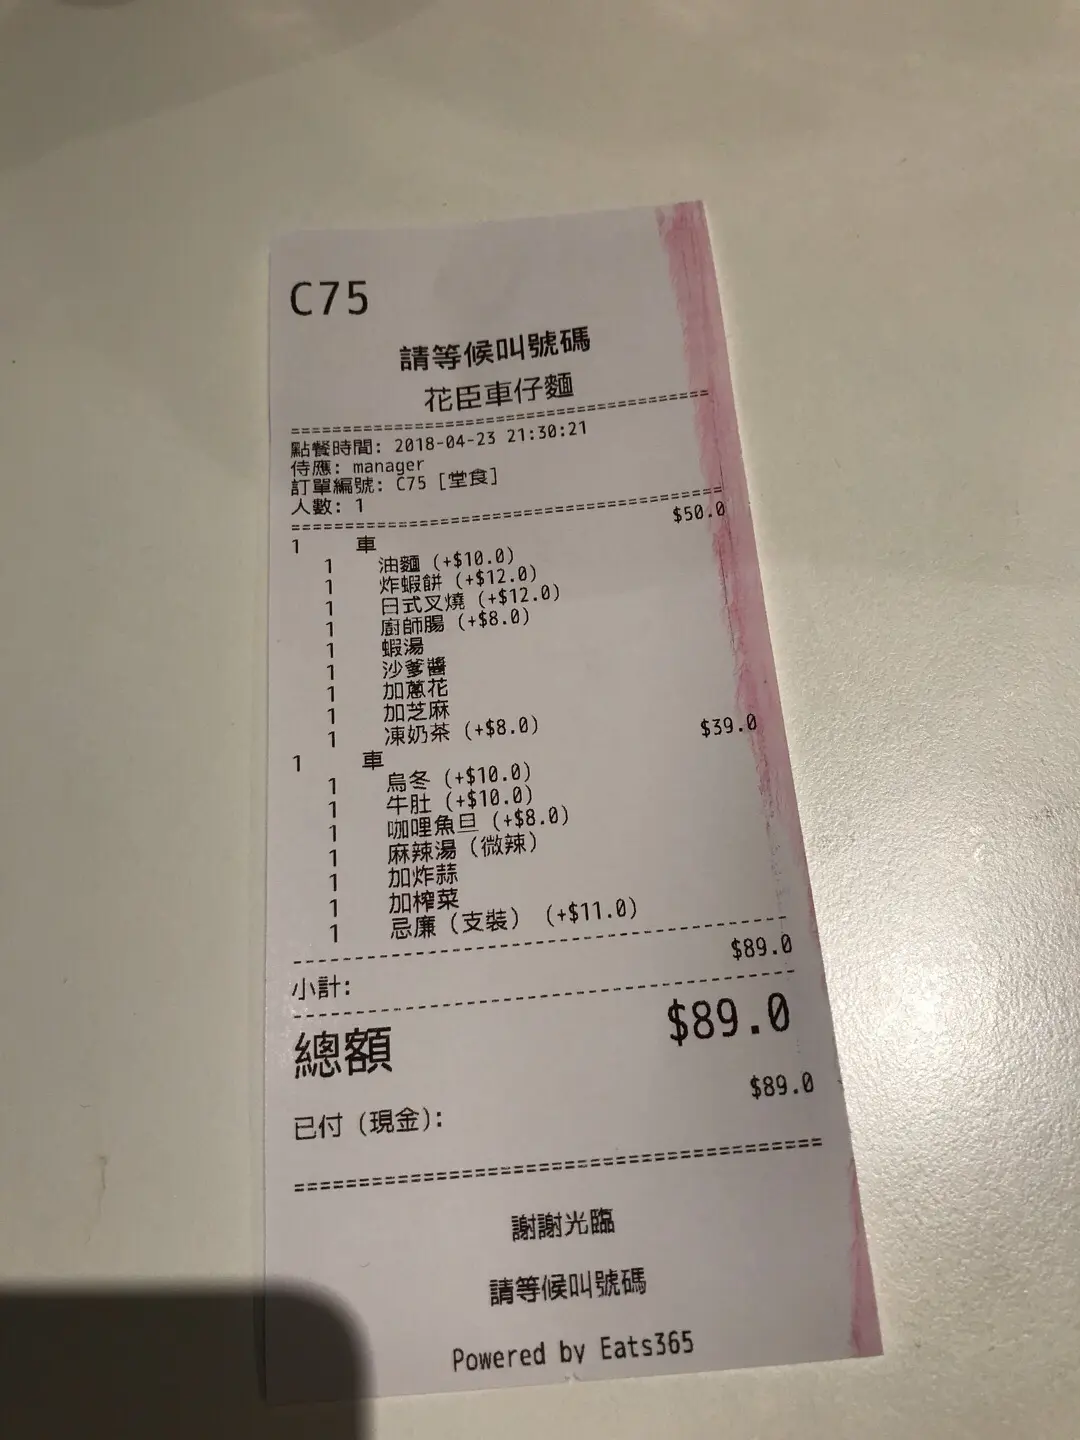 C75
請等候叫號碼
花臣車仔麵
========================================
點餐時間: 2018-04-23 21:30:21
侍應: manager
訂單編號: C75 [堂食]
人數: 1
========================================
1 車 $50.0
1 油麵 (+$10.0)
1 炸蝦餅 (+$12.0)
1 日式叉燒 (+$12.0)
1 廚師腸 (+$8.0)
1 蝦湯
1 沙爹醬
1 加蔥花
1 加芝麻
1 凍奶茶 (+$8.0)
1 車 $39.0
1 烏冬 (+$10.0)
1 牛肚 (+$10.0)
1 咖哩魚旦 (+$8.0)
1 麻辣湯 (微辣)
1 加炸蒜
1 加榨菜
1 忌廉 (支裝) (+$11.0)
----------------------------------------
小計: $89.0
----------------------------------------
總額 $89.0
已付 (現金): $89.0
========================================
謝謝光臨
請等候叫號碼
Powered by Eats365